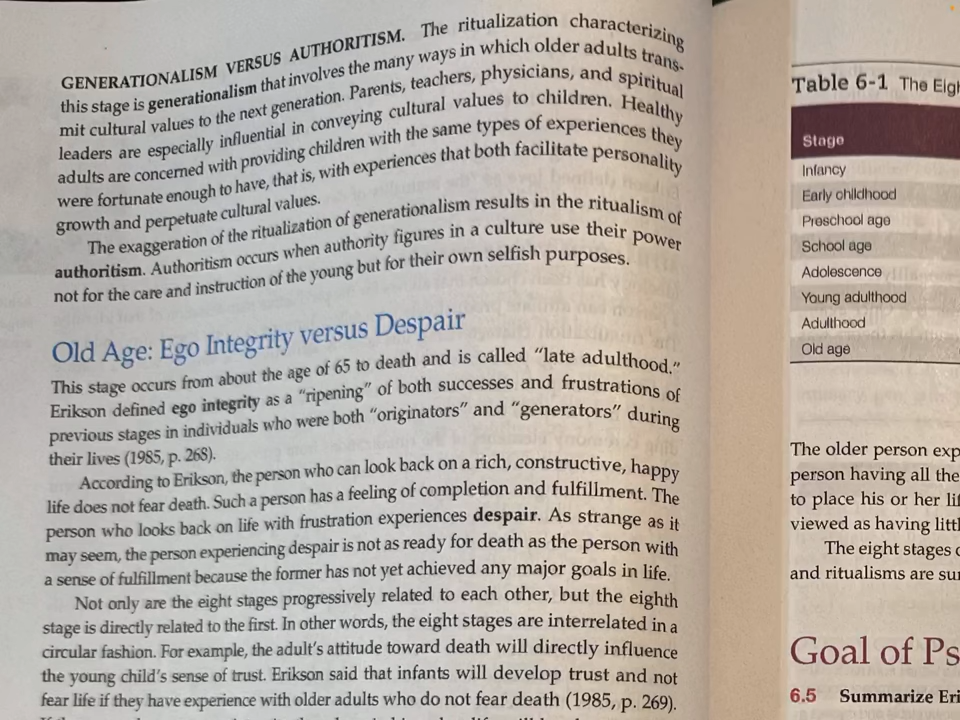 GENERATIONALISM VERSUS AUTHORITISM. The ritualization characterizing
this stage is generationalism that involves the many ways in which older adults trans-
mit cultural values to the next generation. Parents, teachers, physicians, and spiritual
leaders are especially influential in conveying cultural values to children. Healthy
adults are concerned with providing children with the same types of experiences they
were fortunate enough to have, that is, with experiences that both facilitate personality
growth and perpetuate cultural values.
The exaggeration of the ritualization of generationalism results in the ritualism of
authoritism. Authoritism occurs when authority figures in a culture use their power
not for the care and instruction of the young but for their own selfish purposes.
Old Age: Ego Integrity versus Despair
This stage occurs from about the age of 65 to death and is called “late adulthood.”
Erikson defined ego integrity as a “ripening” of both successes and frustrations of
previous stages in individuals who were both “originators” and “generators” during
their lives (1985, p. 268).
According to Erikson, the person who can look back on a rich, constructive, happy
life does not fear death. Such a person has a feeling of completion and fulfillment. The
person who looks back on life with frustration experiences despair. As strange as it
may seem, the person experiencing despair is not as ready for death as the person with
a sense of fulfillment because the former has not yet achieved any major goals in life.
Not only are the eight stages progressively related to each other, but the eighth
stage is directly related to the first. In other words, the eight stages are interrelated in a
circular fashion. For example, the adult's attitude toward death will directly influence
the young child's sense of trust. Erikson said that infants will develop trust and not
fear life if they have experience with older adults who do not fear death (1985, p. 269).
Table 6-1 The
Stage
Infancy
Early childhood
Preschool age
School age
Adolescence
Young adulthood
Adulthood
Old age
The older person
person having all the
to place his or her
viewed as having
The eight stages
and ritualisms are
Goal of
6.5 Summarize